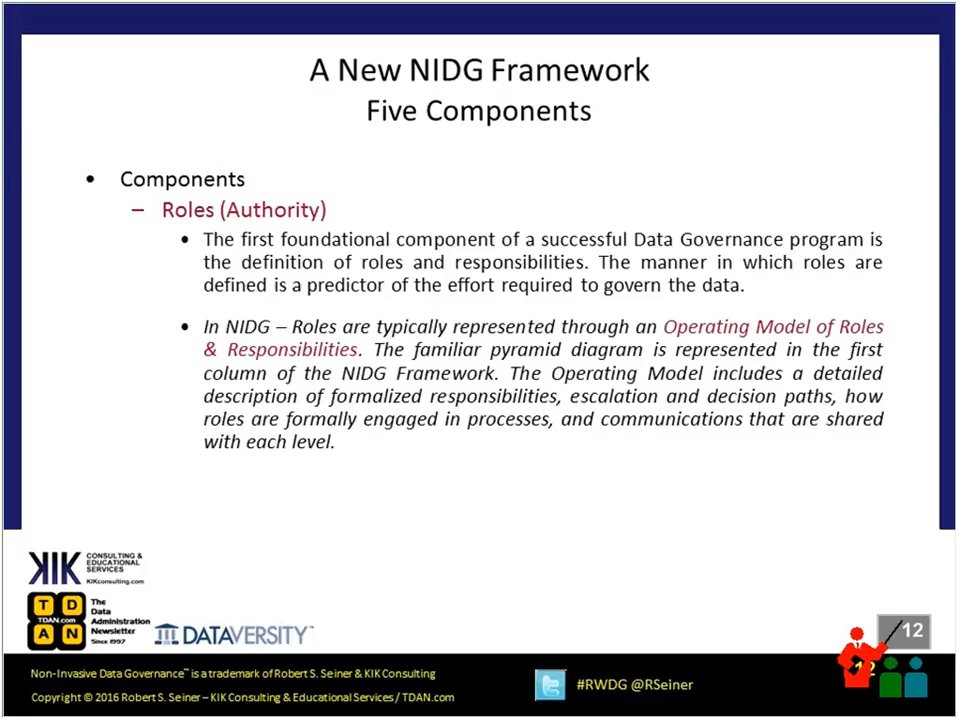 A New NIDG Framework
Five Components
• Components
– Roles (Authority)
• The first foundational component of a successful Data Governance program is
the definition of roles and responsibilities. The manner in which roles are
defined is a predictor of the effort required to govern the data.
• In NIDG – Roles are typically represented through an Operating Model of Roles
& Responsibilities. The familiar pyramid diagram is represented in the first
column of the NIDG Framework. The Operating Model includes a detailed
description of formalized responsibilities, escalation and decision paths, how
roles are formally engaged in processes, and communications that are shared
with each level.
KIK CONSULTING &
EDUCATIONAL
SERVICES
KIKconsulting.com
T D
TDAN.com
A N
The
Data
Administration
Newsletter
Since 1997
DATAVERSITY™
12
12
Non-Invasive Data Governance™ is a trademark of Robert S. Seiner & KIK Consulting
Copyright © 2016 Robert S. Seiner – KIK Consulting & Educational Services / TDAN.com
#RWDG @RSeiner